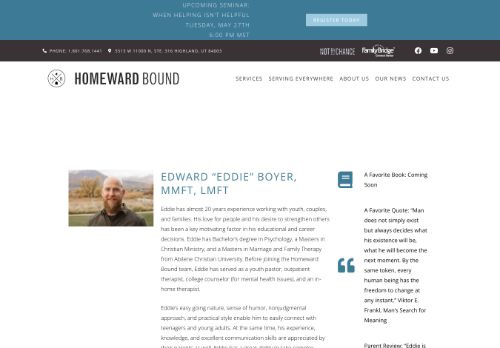 UPCOMING SEMINAR:
WHEN HELPING ISN'T HELPFUL
TUESDAY, MAY 27TH
6:00 PM MST
REGISTER TODAY
PHONE: 1.801.768.1441
5513 W 11000 N, STE. 316 HIGHLAND, UT 84003
NOT BY CHANCE
FamilyBridge
HOMEWARD BOUND
SERVICES SERVING EVERYWHERE ABOUT US OUR NEWS CONTACT US
EDWARD "EDDIE" BOYER,
MMFT, LMFT
Eddie has almost 20 years experience working with youth, couples,
and families. His love for people and his desire to strengthen others
has been a key motivating factor in his educational and career
decisions. Eddie has Bachelor's degree in Psychology, a Masters in
Christian Ministry, and a Masters in Marriage and Family Therapy
from Abilene Christian University. Before joining the Homeward
Bound team, Eddie has served as a youth pastor, outpatient
therapist, college counselor (for mental health issues), and an in-
home therapist.
Eddie's easy going nature, sense of humor, nonjudgmental
approach, and practical style enable him to easily connect with
teenagers and young adults. At the same time, his experience,
knowledge, and excellent communication skills are appreciated by
A Favorite Book: Coming
Soon
A Favorite Quote: "Man
does not simply exist
but always decides what
his existence will be,
what he will become the
next moment. By the
same token, every
human being has the
freedom to change at
any instant." Viktor E.
Frankl, Man's Search for
Meaning
Parent Review: "Eddie is